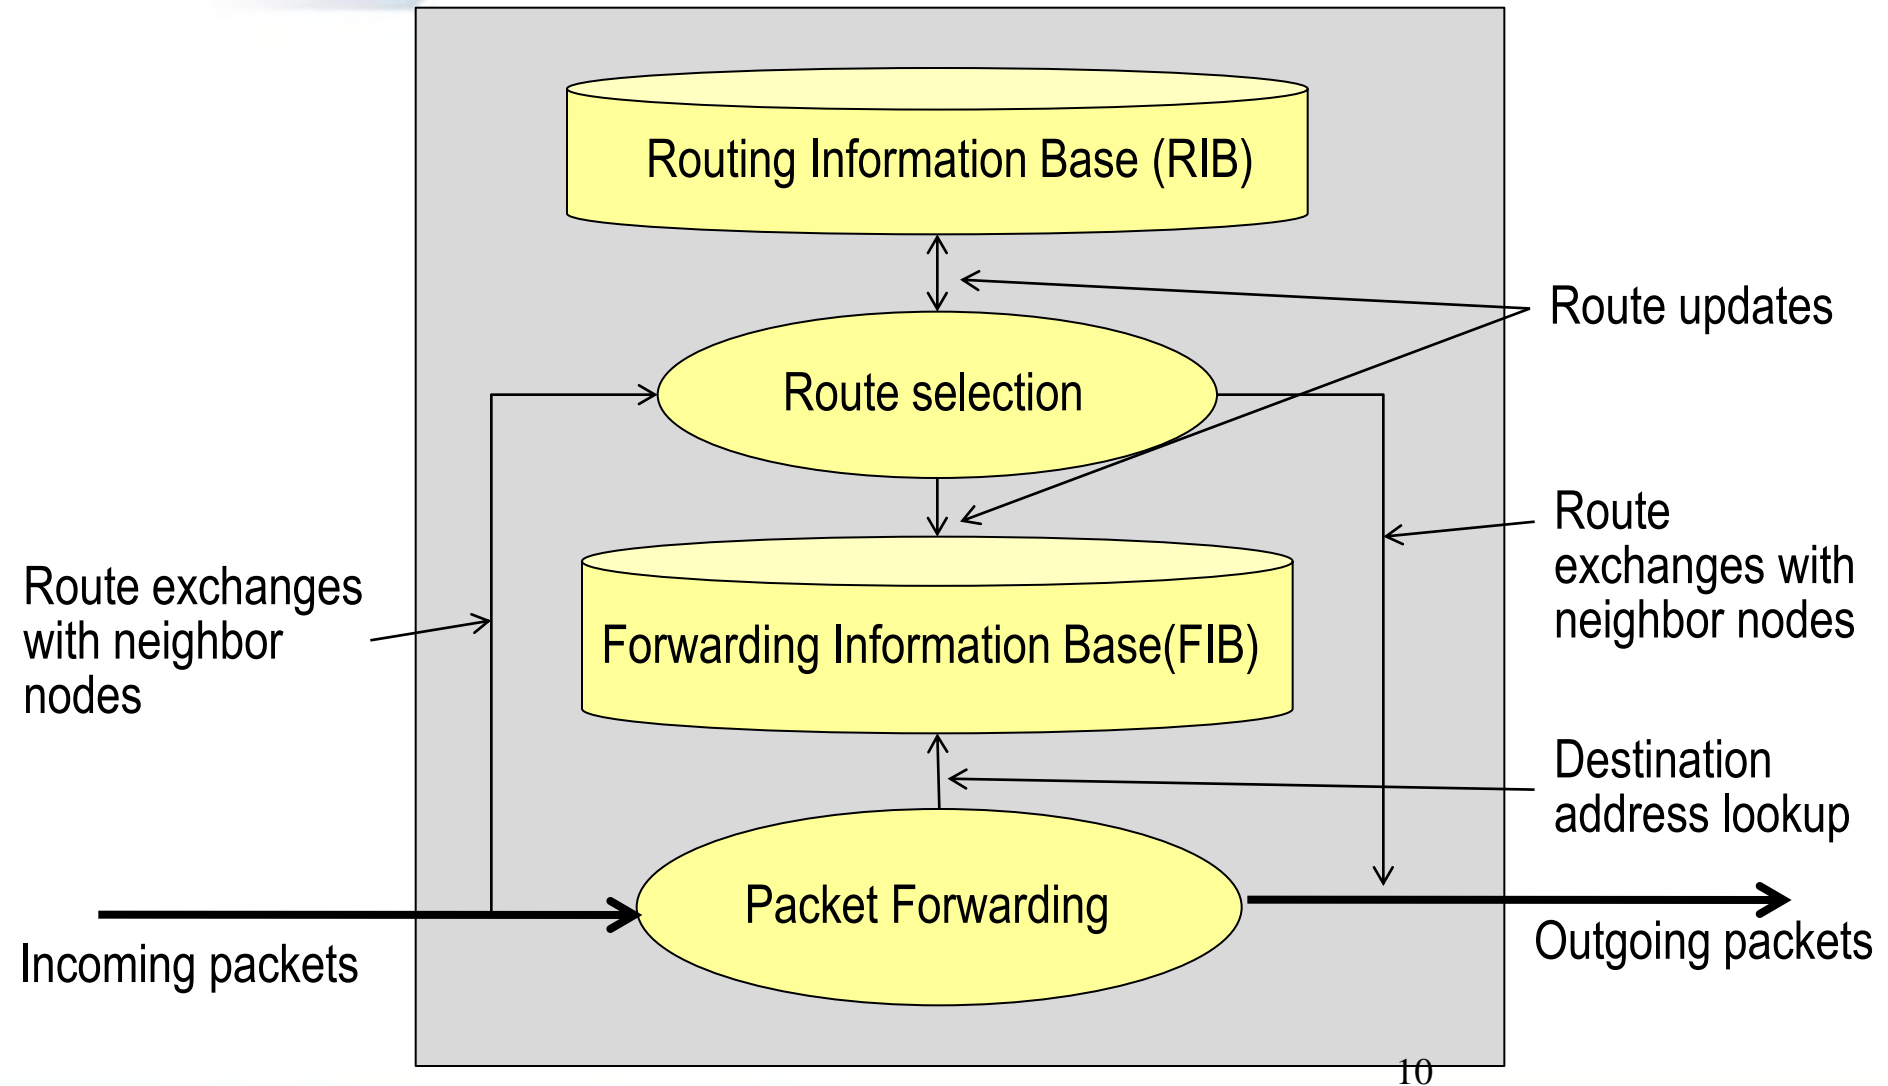 Routing Information Base (RIB)
Route updates
Route selection
Route
exchanges with
neighbor nodes
Route exchanges
with neighbor
nodes
Forwarding Information Base(FIB)
Destination
address lookup
Packet Forwarding
Incoming packets
Outgoing packets
10